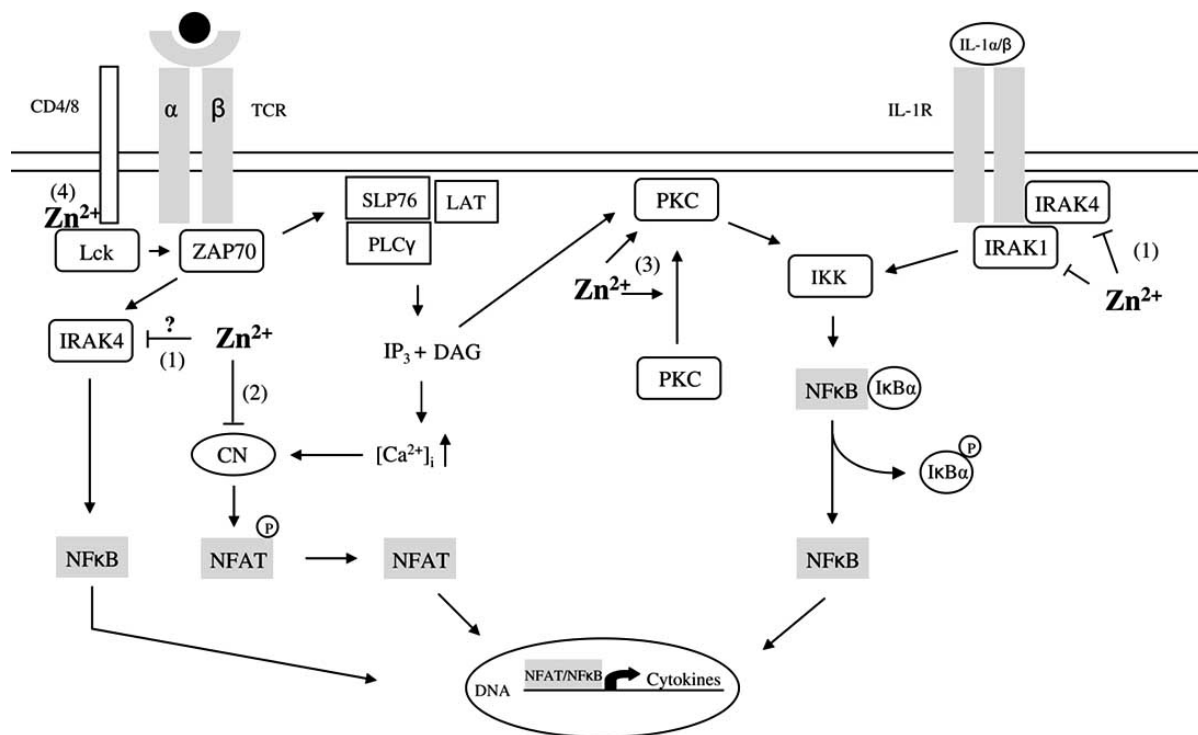 IL-1α/β
CD4/8
α
β
TCR
IL-1R
(4)
Zn²⁺
SLP76
LAT
PKC
IRAK4
Lck
ZAP70
PLCγ
IRAK1
(1)
(3)
Zn²⁺
IKK
Zn²⁺
?
Zn²⁺
IRAK4
(1)
IP₃ + DAG
PKC
NFκB
IκBα
(2)
CN
[Ca²⁺]ᵢ
P
IκBα
P
NFκB
NFAT
NFAT
NFκB
NFAT/NFκB
DNA
Cytokines